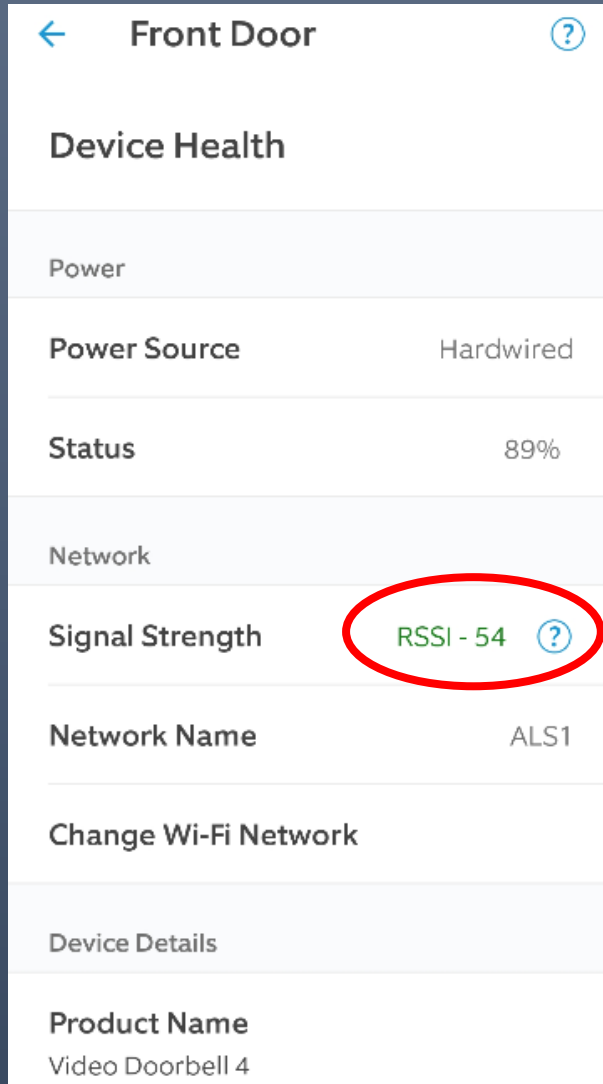 Front Door
Device Health
Power
Power Source Hardwired
Status 89%
Network
Signal Strength RSSI - 54 ?
Network Name ALS1
Change Wi-Fi Network
Device Details
Product Name
Video Doorbell 4